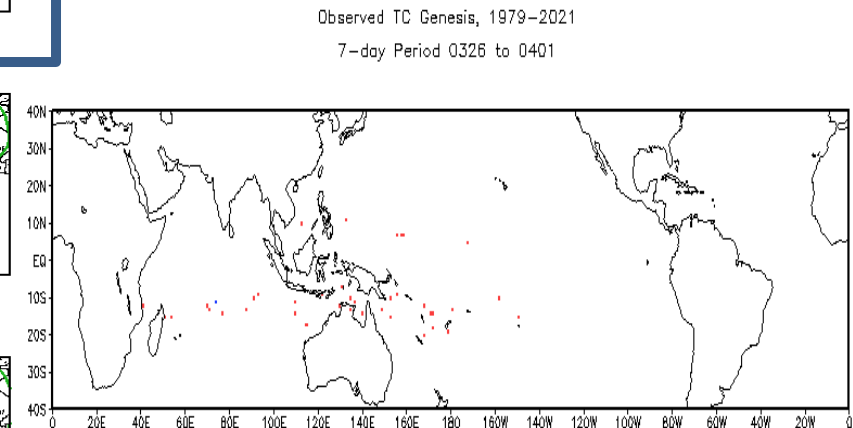 Observed TC Genesis, 1979-2021
7-day Period 0326 to 0401
40N
30N
20N
10N
EQ
10S
20S
30S
40S
0 20E 40E 60E 80E 100E 120E 140E 160E 180 160W 140W 120W 100W 80W 60W 40W 20W 0